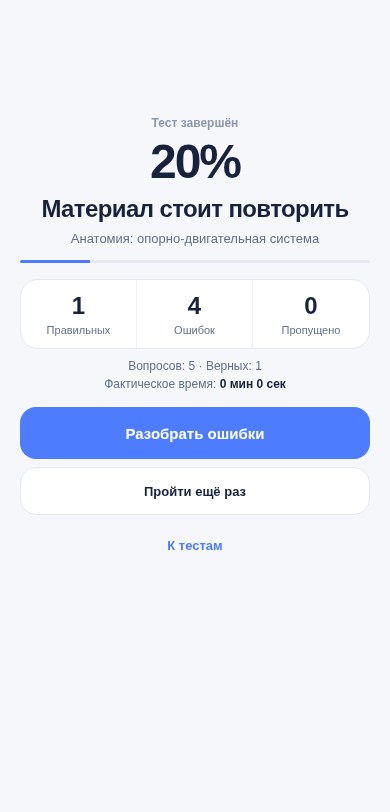 Тест завершён
20%
Материал стоит повторить
Анатомия: опорно-двигательная система
1 4 0
Правильных Ошибок Пропущено
Вопросов: 5 · Верных: 1
Фактическое время: 0 мин 0 сек
Разобрать ошибки
Пройти ещё раз
К тестам